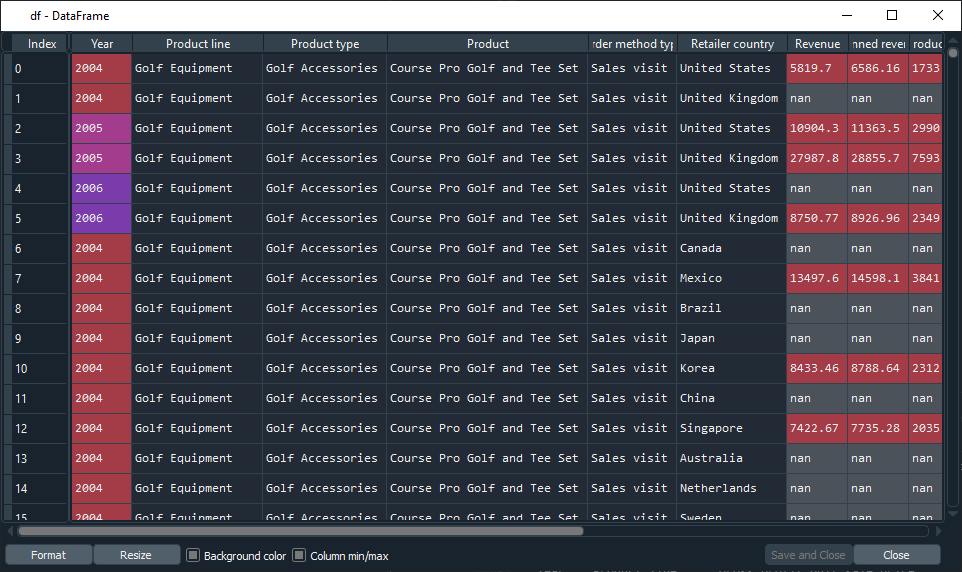 df - DataFrame
Index Year Product line Product type Product rder method typ Retailer country Revenue nned reve roduc
0 2004 Golf Equipment Golf Accessories Course Pro Golf and Tee Set Sales visit United States 5819.7 6586.16 1733
1 2004 Golf Equipment Golf Accessories Course Pro Golf and Tee Set Sales visit United Kingdom nan nan nan
2 2005 Golf Equipment Golf Accessories Course Pro Golf and Tee Set Sales visit United States 10904.3 11363.5 2990
3 2005 Golf Equipment Golf Accessories Course Pro Golf and Tee Set Sales visit United Kingdom 27987.8 28855.7 7593
4 2006 Golf Equipment Golf Accessories Course Pro Golf and Tee Set Sales visit United States nan nan nan
5 2006 Golf Equipment Golf Accessories Course Pro Golf and Tee Set Sales visit United Kingdom 8750.77 8926.96 2349
6 2004 Golf Equipment Golf Accessories Course Pro Golf and Tee Set Sales visit Canada nan nan nan
7 2004 Golf Equipment Golf Accessories Course Pro Golf and Tee Set Sales visit Mexico 13497.6 14598.1 3841
8 2004 Golf Equipment Golf Accessories Course Pro Golf and Tee Set Sales visit Brazil nan nan nan
9 2004 Golf Equipment Golf Accessories Course Pro Golf and Tee Set Sales visit Japan nan nan nan
10 2004 Golf Equipment Golf Accessories Course Pro Golf and Tee Set Sales visit Korea 8433.46 8788.64 2312
11 2004 Golf Equipment Golf Accessories Course Pro Golf and Tee Set Sales visit China nan nan nan
12 2004 Golf Equipment Golf Accessories Course Pro Golf and Tee Set Sales visit Singapore 7422.67 7735.28 2035
13 2004 Golf Equipment Golf Accessories Course Pro Golf and Tee Set Sales visit Australia nan nan nan
14 2004 Golf Equipment Golf Accessories Course Pro Golf and Tee Set Sales visit Netherlands nan nan nan
15 2004 Golf Equipment Golf Accessories Course Pro Golf and Tee Set Sales visit Sweden nan nan nan
Format Resize Background color Column min/max Save and Close Close